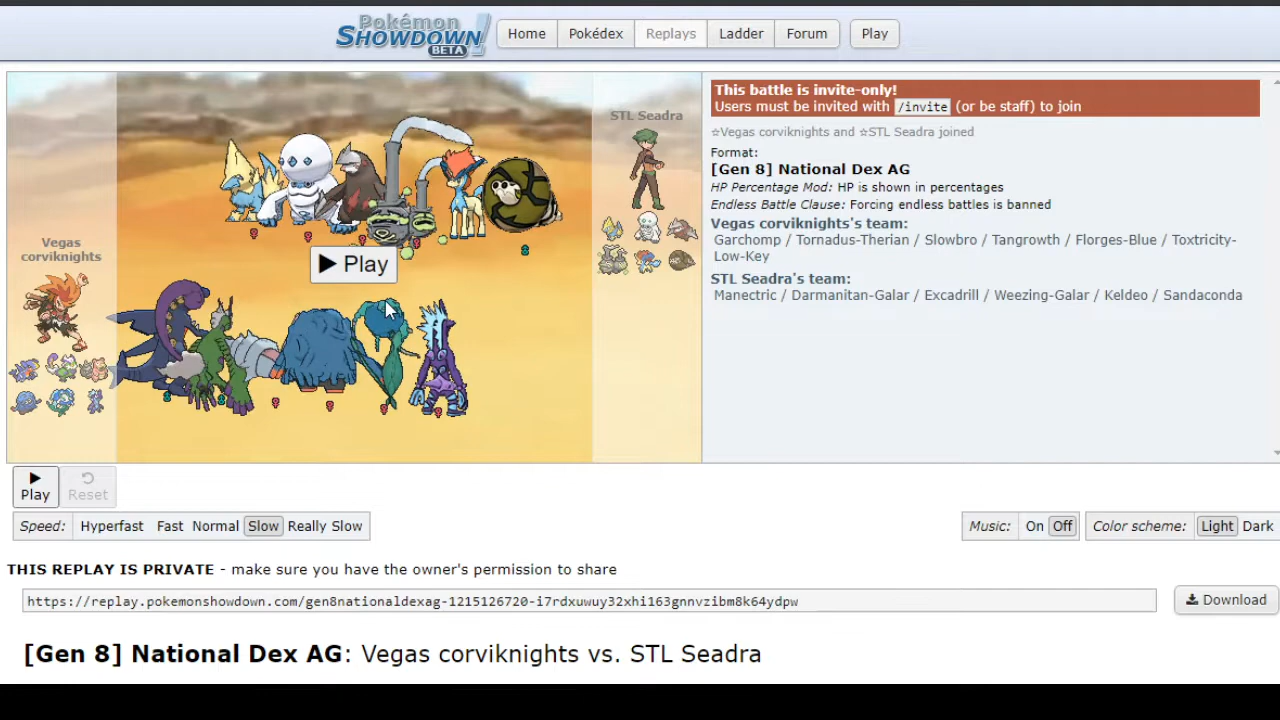 Pokémon
SHOWDOWN!
BETA
Home
Pokédex
Replays
Ladder
Forum
Play
Vegas
corviknights
STL Seadra
Play
This battle is invite-only!
Users must be invited with /invite (or be staff) to join
☆Vegas corviknights and ☆STL Seadra joined
Format:
[Gen 8] National Dex AG
HP Percentage Mod: HP is shown in percentages
Endless Battle Clause: Forcing endless battles is banned
Vegas corviknights's team:
Garchomp / Tornadus-Therian / Slowbro / Tangrowth / Florges-Blue / Toxtricity-
Low-Key
STL Seadra's team:
Manectric / Darmanitan-Galar / Excadrill / Weezing-Galar / Keldeo / Sandaconda
Play
Reset
Speed: Hyperfast Fast Normal Slow Really Slow
Music: On Off
Color scheme: Light Dark
THIS REPLAY IS PRIVATE - make sure you have the owner's permission to share
https://replay.pokemonshowdown.com/gen8nationaldexag-1215126720-i7rdxuwuy32xhi163gnnvzibm8k64ydpw
Download
[Gen 8] National Dex AG: Vegas corviknights vs. STL Seadra